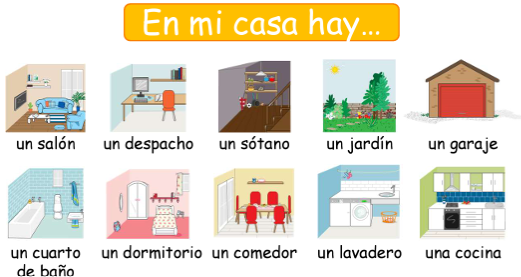 En mi casa hay...
un salón
un despacho
un sótano
un jardín
un garaje
un cuarto
de baño
un dormitorio
un comedor
un lavadero
una cocina